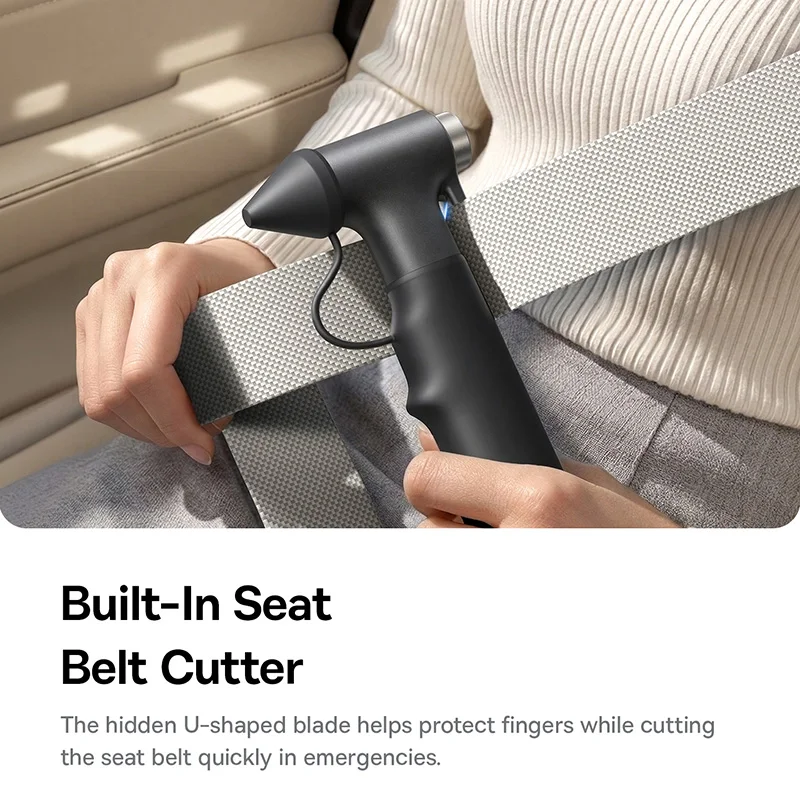 Built-In Seat
Belt Cutter
The hidden U-shaped blade helps protect fingers while cutting
the seat belt quickly in emergencies.